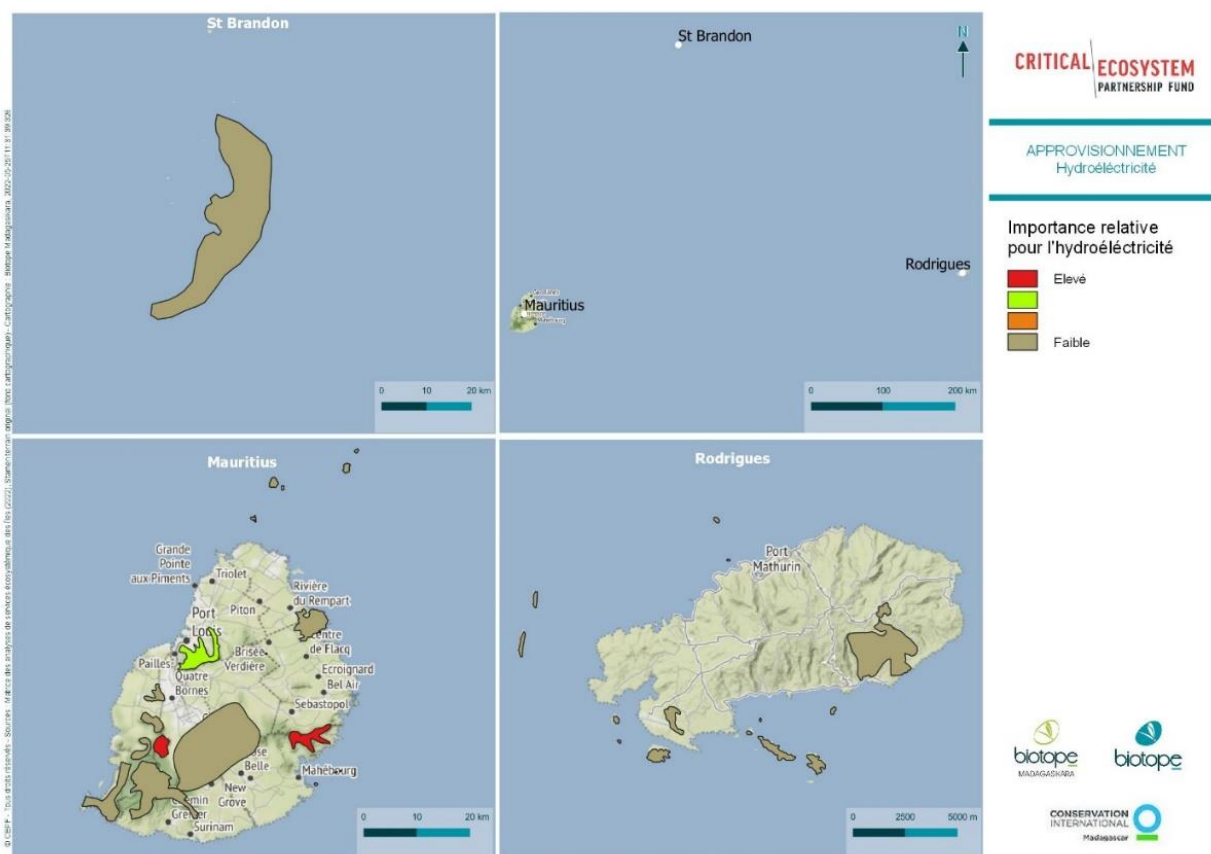 St Brandon
0 10 20 km
St Brandon
N
Rodrigues
Mauritius
0 100 200 km
CRITICAL ECOSYSTEM
PARTNERSHIP FUND
APPROVISIONNEMENT
Hydroéléctricité
Importance relative
pour l'hydroéléctricité
Elevé
Faible
Mauritius
Grande
Pointe
aux Piments
Triolet
Rivière
du Rempart
Piton
Port
Louis
Centre
de Flacq
Pailles
Brisée
Verdière
Quatre
Bornes
Ecroignard
Bel Air
Sebastopol
Belle
Mahébourg
New
Grove
Chemin
Grenier
Surinam
0 10 20 km
Rodrigues
Port
Mathurin
0 2500 5000 m
biotope
MADAGASKARA
biotope
CONSERVATION
INTERNATIONAL
Madagascar